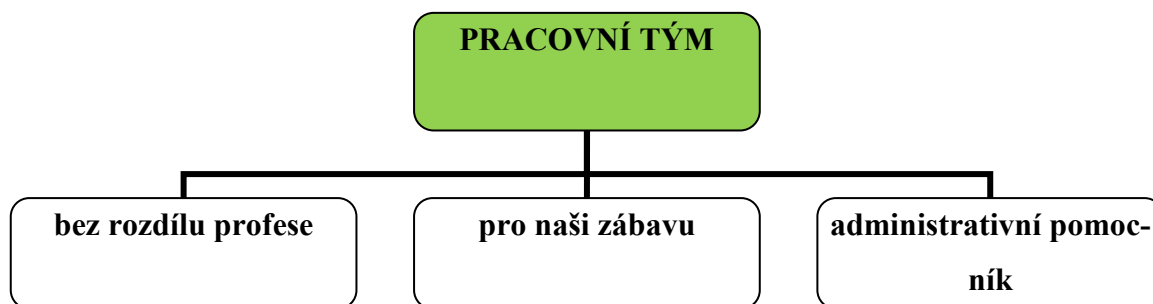 PRACOVNÍ TÝM
bez rozdílu profese
pro naši zábavu
administrativní pomoc-
ník